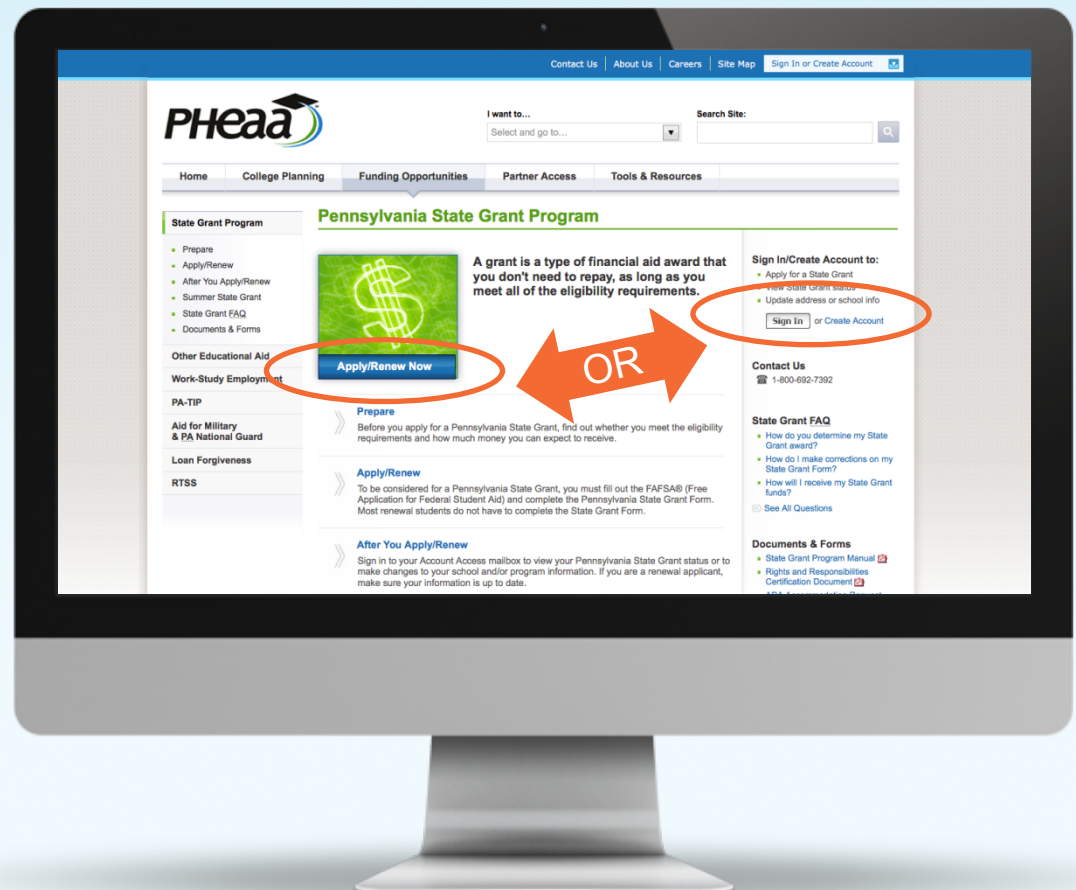 Contact Us | About Us | Careers | Site Map Sign In or Create Account
PHEAA
I want to...
Search Site:
Select and go to...
Home College Planning Funding Opportunities Partner Access Tools & Resources
State Grant Program
Prepare
Apply/Renew
After You Apply/Renew
Summer State Grant
State Grant FAQ
Documents & Forms
Other Educational Aid
Work-Study Employment
PA-TIP
Aid for Military
& PA National Guard
Loan Forgiveness
RTSS
Pennsylvania State Grant Program
A grant is a type of financial aid award that
you don't need to repay, as long as you
meet all of the eligibility requirements.
Apply/Renew Now
OR
Prepare
Before you apply for a Pennsylvania State Grant, find out whether you meet the eligibility
requirements and how much money you can expect to receive.
Apply/Renew
To be considered for a Pennsylvania State Grant, you must fill out the FAFSA® (Free
Application for Federal Student Aid) and complete the Pennsylvania State Grant Form.
Most renewal students do not have to complete the State Grant Form.
After You Apply/Renew
Sign in to your Account Access mailbox to view your Pennsylvania State Grant status or to
make changes to your school and/or program information. If you are a renewal applicant,
make sure your information is up to date.
Sign In/Create Account to:
Apply for a State Grant
View State Grant status
Update address or school info
Sign In or Create Account
Contact Us
1-800-692-7392
State Grant FAQ
How do you determine my State
Grant award?
How do I make corrections on my
State Grant Form?
How will I receive my State Grant
funds?
See All Questions
Documents & Forms
State Grant Program Manual
Rights and Responsibilities
Certification Document